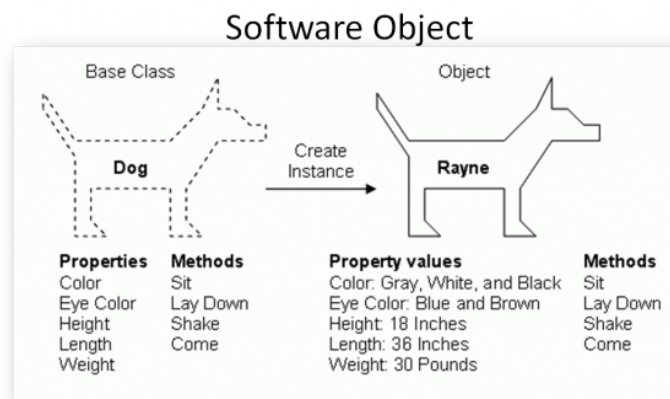 Software Object
Base Class
Object
Dog
Create
Instance
Rayne
Properties Methods
Color Sit
Eye Color Lay Down
Height Shake
Length Come
Weight
Property values Methods
Color: Gray, White, and Black Sit
Eye Color: Blue and Brown Lay Down
Height: 18 Inches Shake
Length: 36 Inches Come
Weight: 30 Pounds